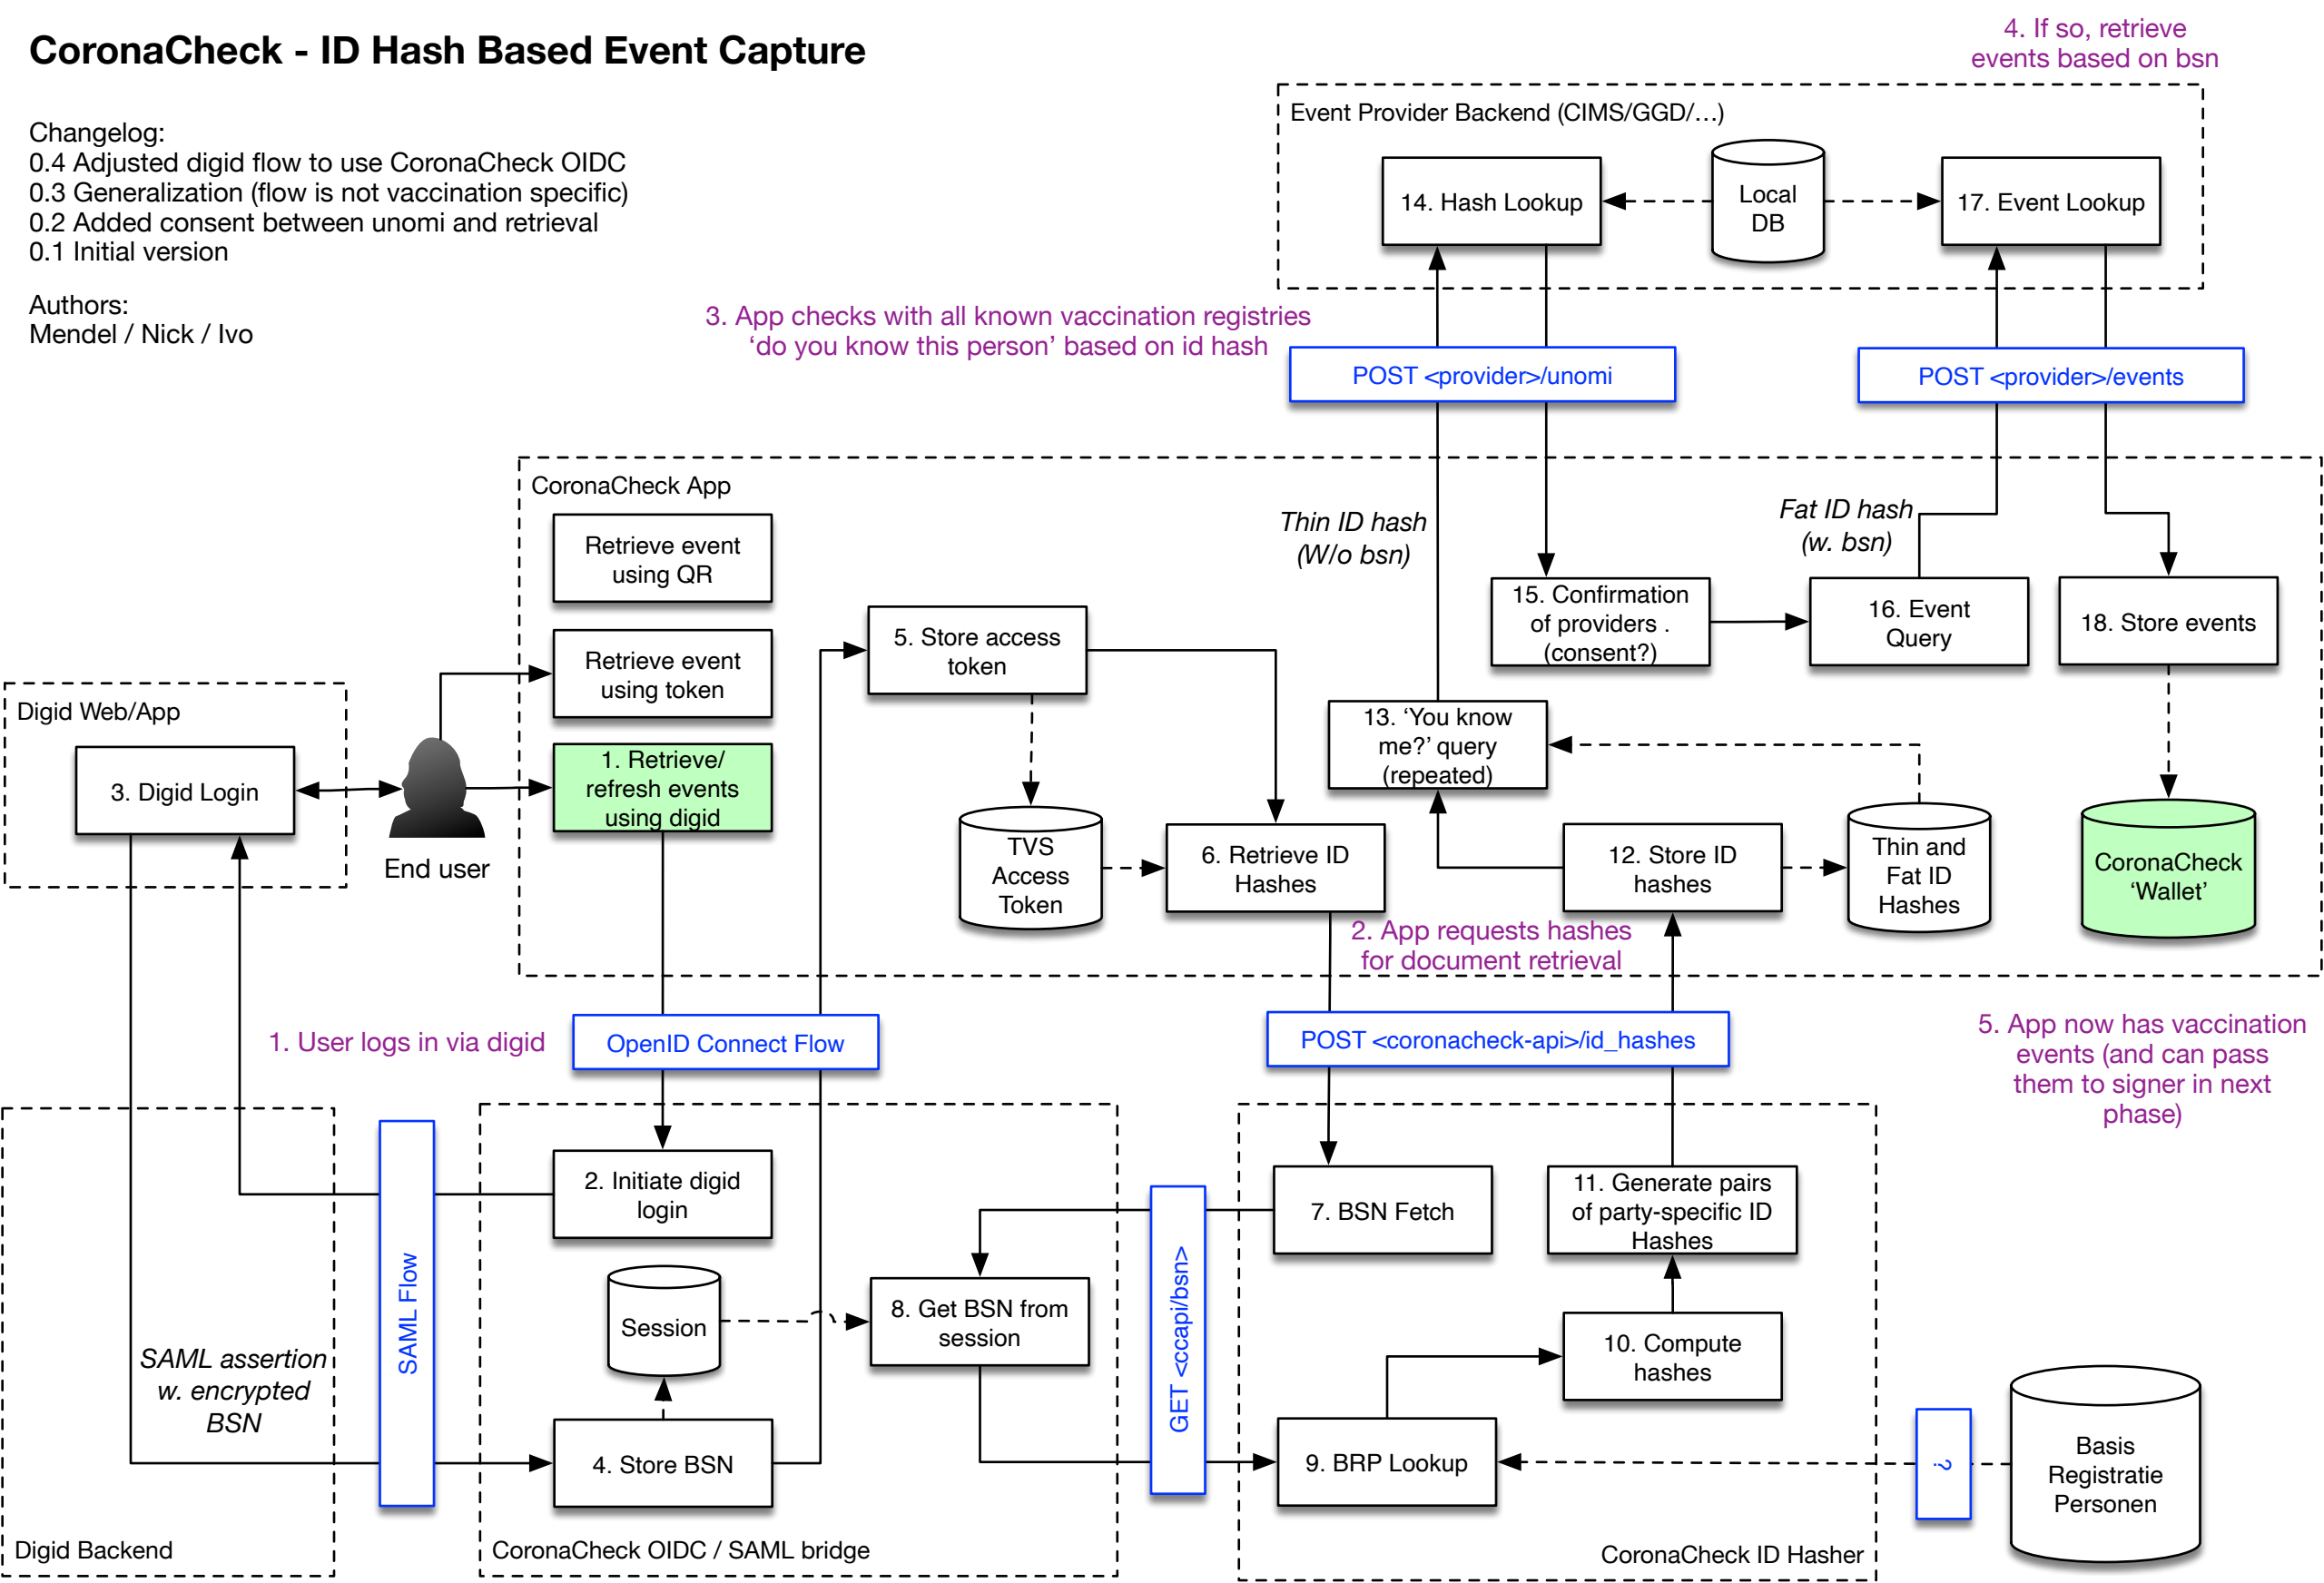 CoronaCheck - ID Hash Based Event Capture
Changelog:
0.4 Adjusted digid flow to use CoronaCheck OIDC
0.3 Generalization (flow is not vaccination specific)
0.2 Added consent between unomi and retrieval
0.1 Initial version
Authors:
Mendel / Nick / Ivo
4. If so, retrieve
events based on bsn
Event Provider Backend (CIMS/GGD/…)
14. Hash Lookup
Local
DB
17. Event Lookup
3. App checks with all known vaccination registries
‘do you know this person’ based on id hash
POST <provider>/unomi
POST <provider>/events
CoronaCheck App
Retrieve event
using QR
Retrieve event
using token
1. Retrieve/
refresh events
using digid
Thin ID hash
(W/o bsn)
Fat ID hash
(w. bsn)
5. Store access
token
15. Confirmation
of providers .
(consent?)
16. Event
Query
18. Store events
Digid Web/App
3. Digid Login
End user
13. ‘You know
me?’ query
(repeated)
TVS
Access
Token
6. Retrieve ID
Hashes
12. Store ID
hashes
Thin and
Fat ID
Hashes
CoronaCheck
‘Wallet’
2. App requests hashes
for document retrieval
1. User logs in via digid
OpenID Connect Flow
POST <coronacheck-api>/id_hashes
5. App now has vaccination
events (and can pass
them to signer in next
phase)
2. Initiate digid
login
SAML Flow
Session
8. Get BSN from
session
GET <ccapi/bsn>
7. BSN Fetch
11. Generate pairs
of party-specific ID
Hashes
10. Compute
hashes
SAML assertion
w. encrypted
BSN
4. Store BSN
9. BRP Lookup
?
Basis
Registratie
Personen
Digid Backend
CoronaCheck OIDC / SAML bridge
CoronaCheck ID Hasher